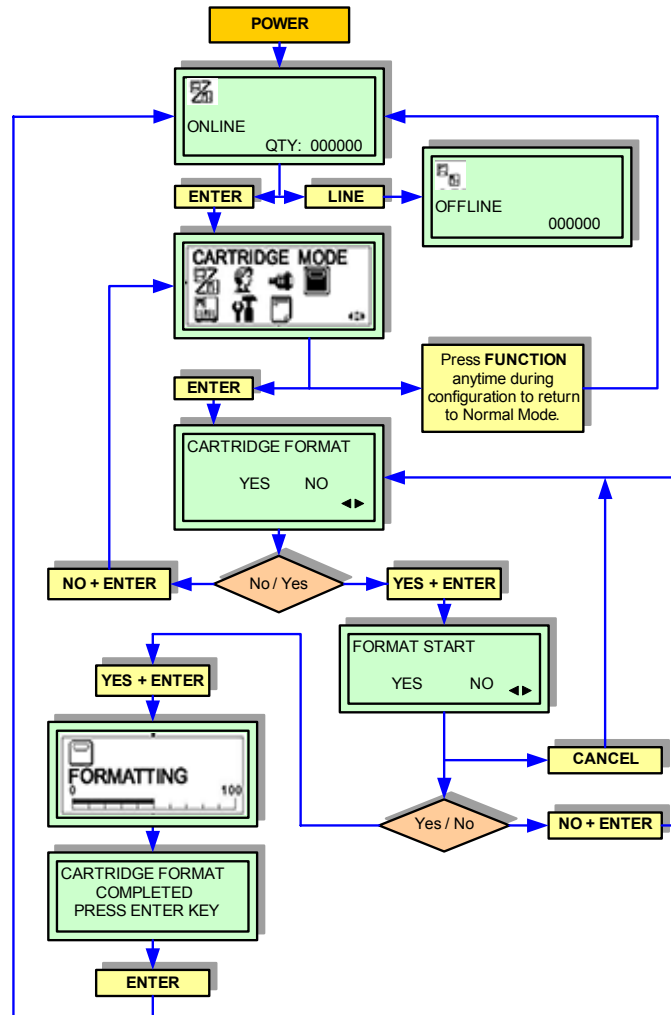 POWER
ONLINE
QTY: 000000
ENTER
LINE
OFFLINE
000000
CARTRIDGE MODE
Press FUNCTION
anytime during
configuration to return
to Normal Mode.
ENTER
CARTRIDGE FORMAT
YES NO
NO + ENTER
No / Yes
YES + ENTER
FORMAT START
YES NO
YES + ENTER
CANCEL
FORMATTING
0 100
Yes / No
NO + ENTER
CARTRIDGE FORMAT
COMPLETED
PRESS ENTER KEY
ENTER